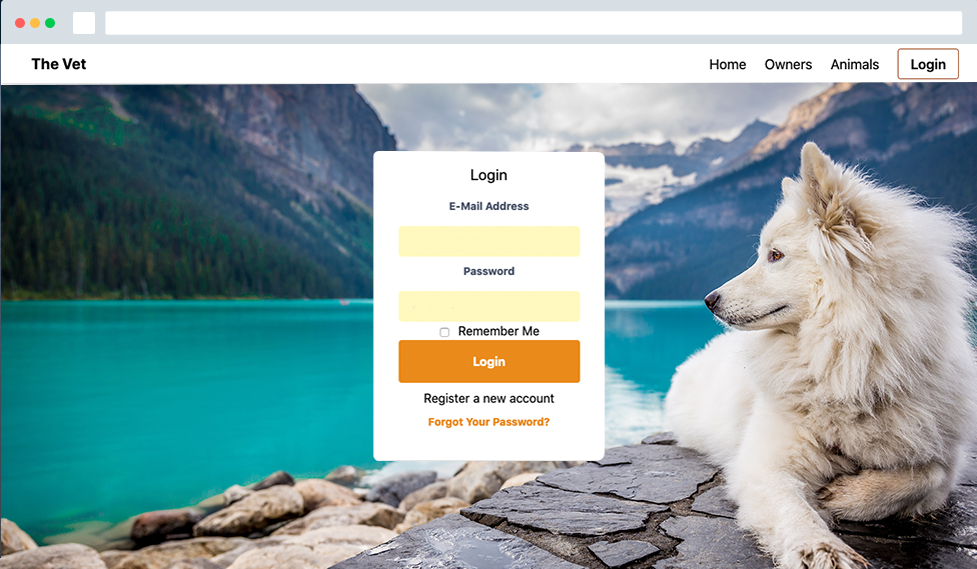 The Vet
Home Owners Animals Login
Login
E-Mail Address
Password
Remember Me
Login
Register a new account
Forgot Your Password?